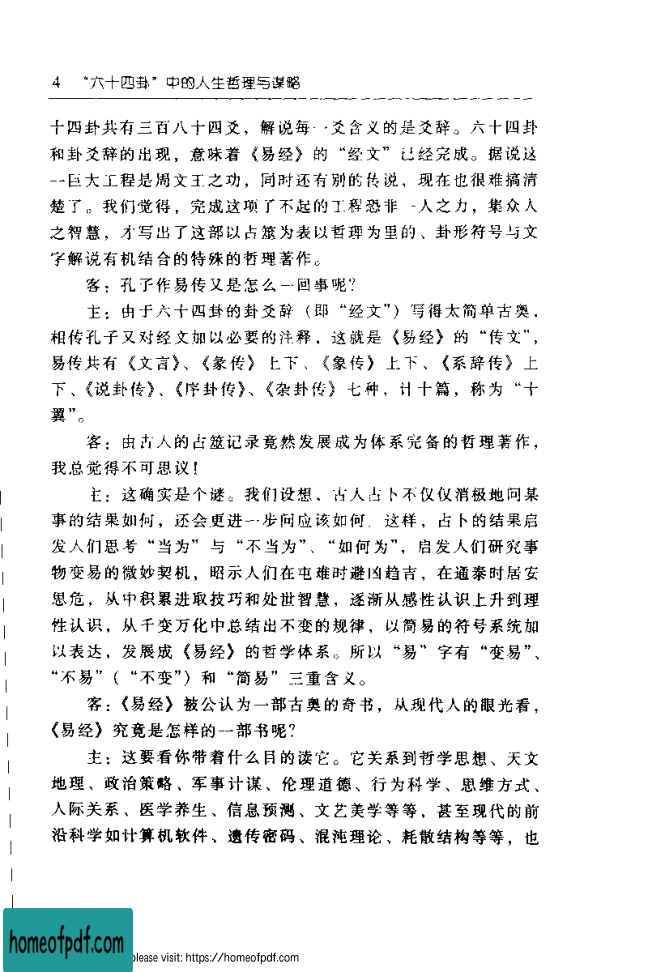 4 “六十四卦”中的人生哲理与谋略
十四卦共有三百八十四爻，解说每一爻含义的是爻辞。六十四卦
和卦爻辞的出现，意味着《易经》的“经文”已经完成。据说这
一巨大工程是周文王之功，同时还有别的传说，现在也很难搞清
楚了。我们觉得，完成这项了不起的工程恐非一人之力，集众人
之智慧，才写出了这部以占筮为表以哲理为里的、卦形符号与文
字解说有机结合的特殊的哲理著作。
客：孔子作易传又是怎么一回事呢？
主：由于六十四卦的卦爻辞（即“经文”）写得太简单古奥，
相传孔子又对经文加以必要的注释，这就是《易经》的“传文”，
易传共有《文言》、《彖传》上下、《象传》上下、《系辞传》上
下、《说卦传》、《序卦传》、《杂卦传》七种，计十篇，称为“十
翼”。
客：由古人的占筮记录竟然发展成为体系完备的哲理著作，
我总觉得不可思议！
主：这确实是个谜。我们设想、古人占卜不仅仅消极地问某
事的结果如何，还会更进一步问应该如何．这样，占卜的结果启
发人们思考“当为”与“不当为”、“如何为”，启发人们研究事
物变易的微妙契机，昭示人们在屯难时避凶趋吉，在通泰时居安
思危，从中积累进取技巧和处世智慧，逐渐从感性认识上升到理
性认识，从千变万化中总结出不变的规律，以简易的符号系统加
以表达，发展成《易经》的哲学体系。所以“易”字有“变易”、
“不易”（“不变”）和“简易”三重含义。
客：《易经》被公认为一部古奥的奇书，从现代人的眼光看，
《易经》究竟是怎样的一部书呢？
主：这要看你带着什么目的读它。它关系到哲学思想、天文
地理、政治策略、军事计谋、伦理道德、行为科学、思维方式、
人际关系、医学养生、信息预测、文艺美学等等，甚至现代的前
沿科学如计算机软件、遗传密码、混沌理论、耗散结构等等，也
homeofpdf.com
please visit: https://homeofpdf.com